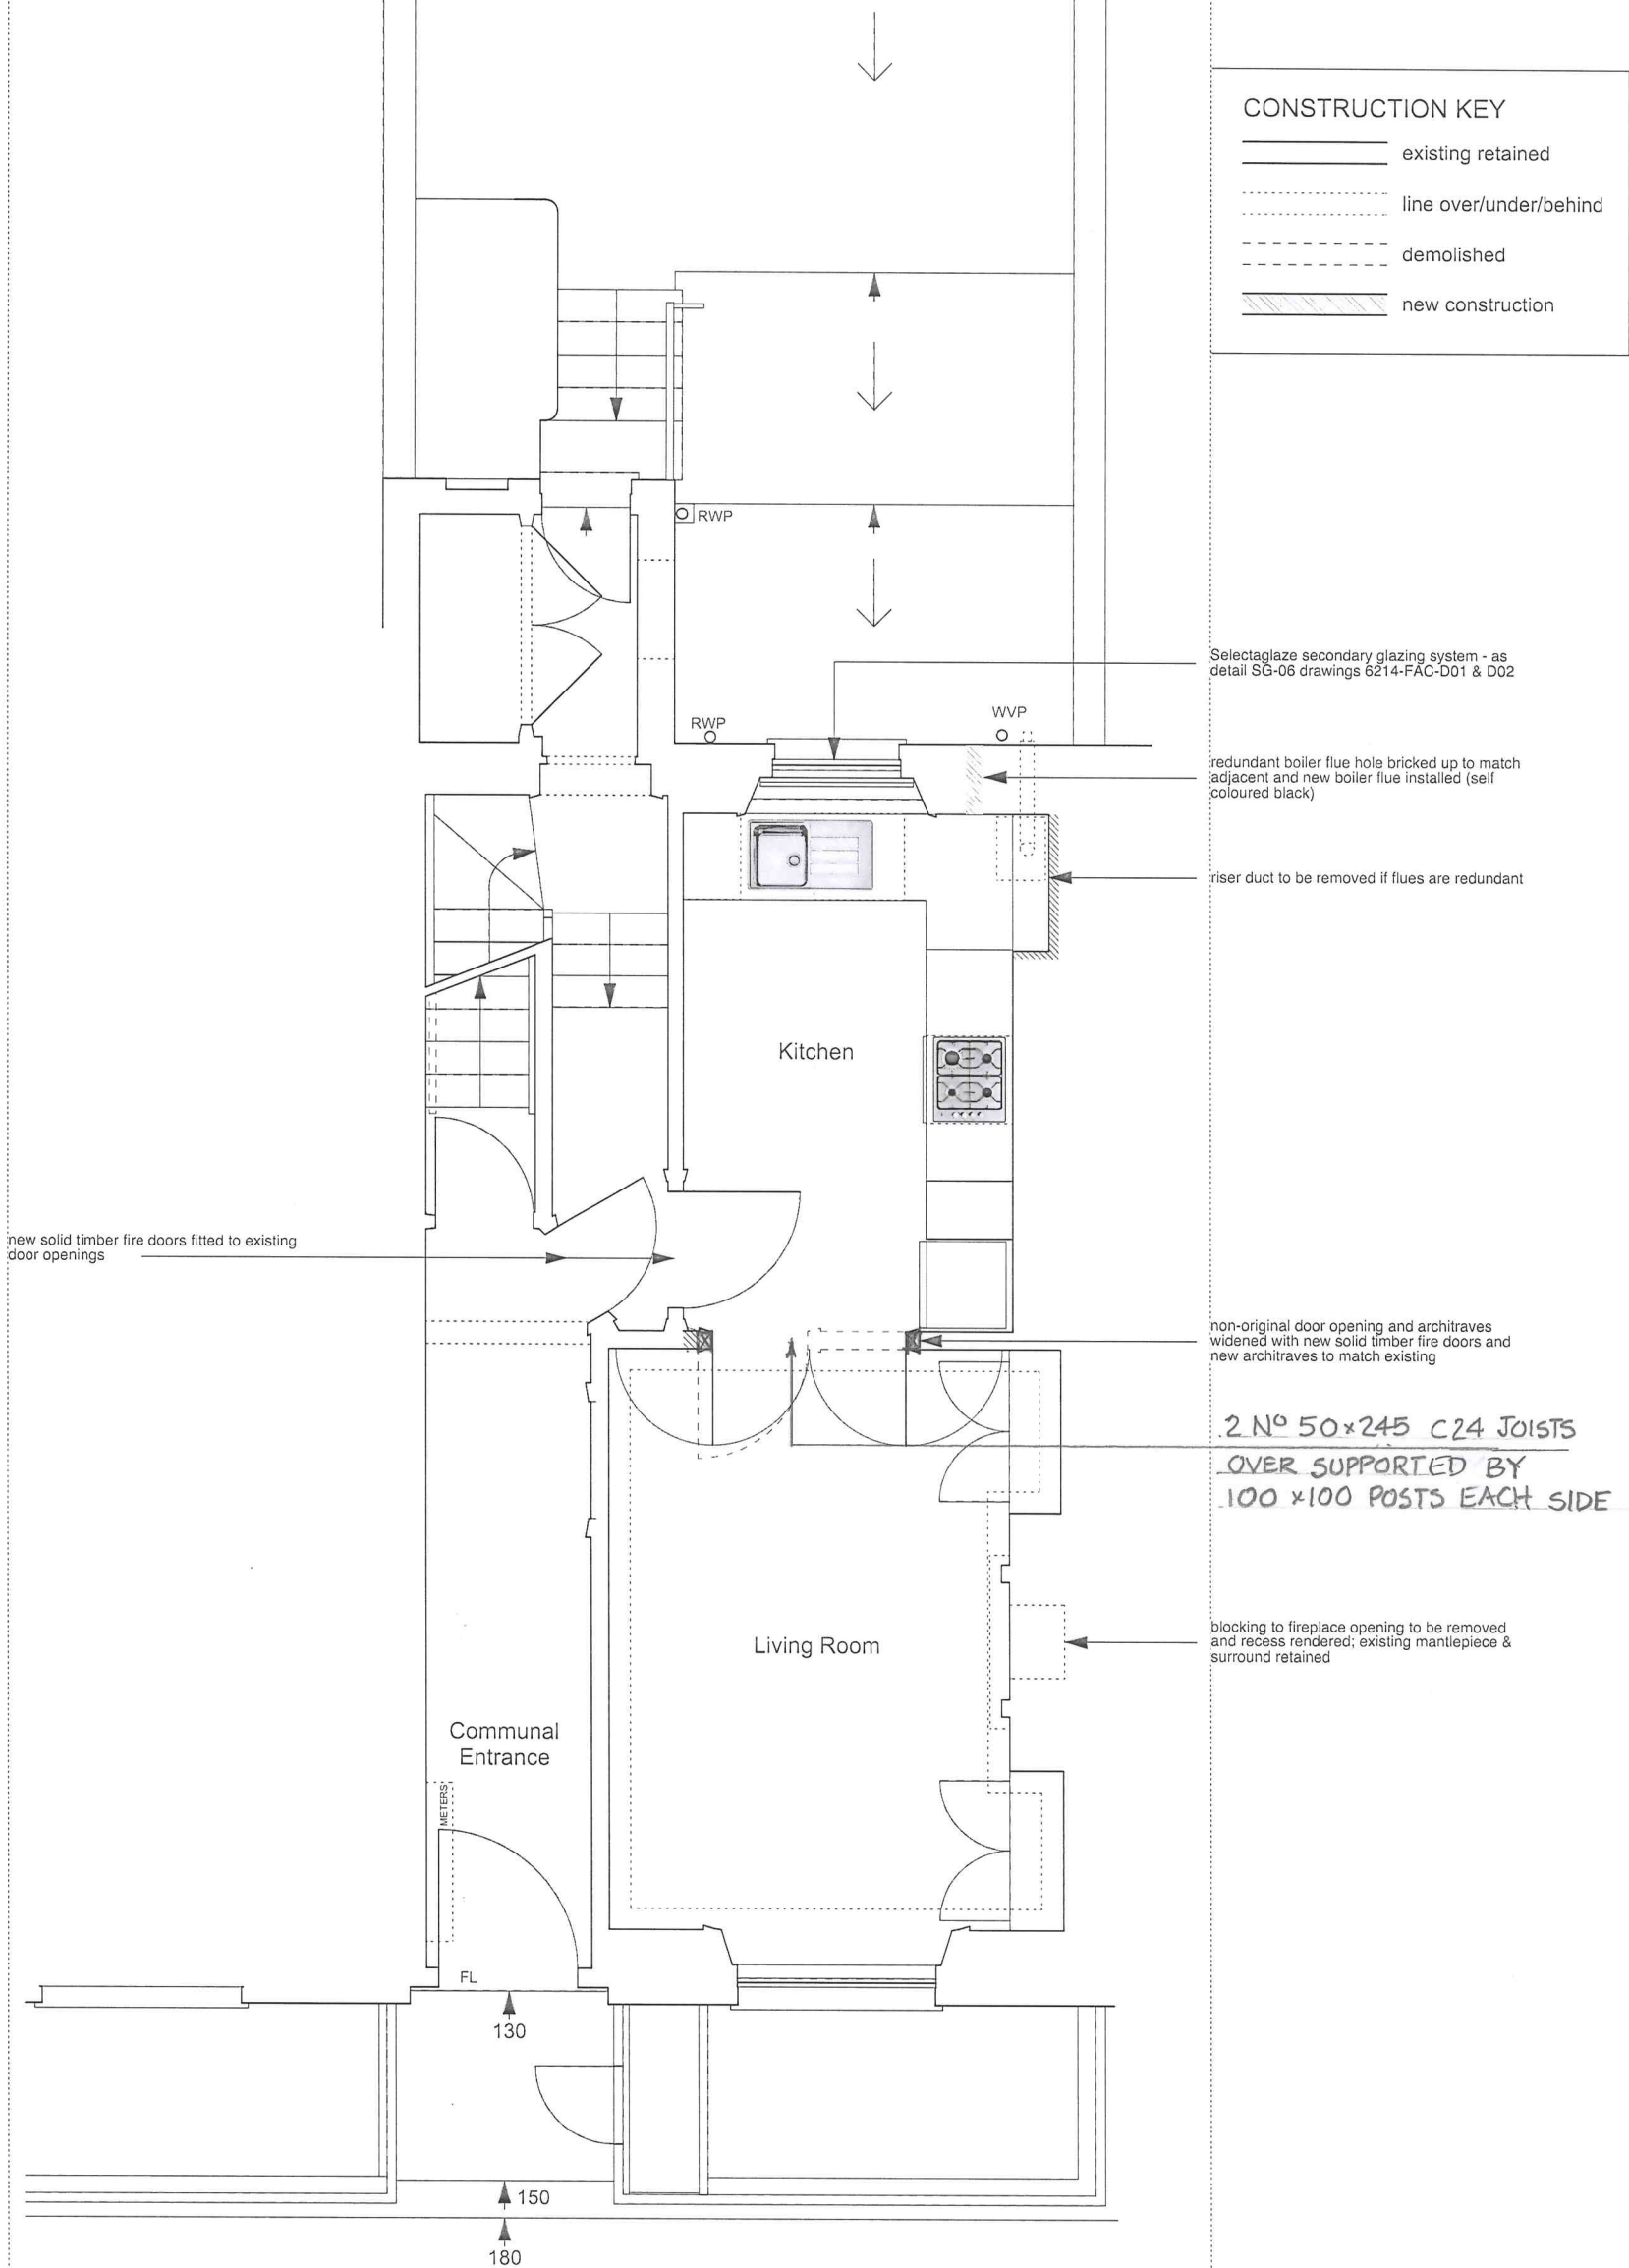 CONSTRUCTION KEY
existing retained
line over/under/behind
demolished
new construction
RWP
Selectaglaze secondary glazing system - as
detail SG-06 drawings 6214-FAC-D01 & D02
RWP
WVP
redundant boiler flue hole bricked up to match
adjacent and new boiler flue installed (self
coloured black)
riser duct to be removed if flues are redundant
Kitchen
new solid timber fire doors fitted to existing
door openings
non-original door opening and architraves
widened with new solid timber fire doors and
new architraves to match existing
2 Nº 50x245 C24 JOISTS
OVER SUPPORTED BY
100 x100 POSTS EACH SIDE
blocking to fireplace opening to be removed
and recess rendered; existing mantlepiece &
surround retained
Living Room
Communal
Entrance
METERS
FL
130
150
180